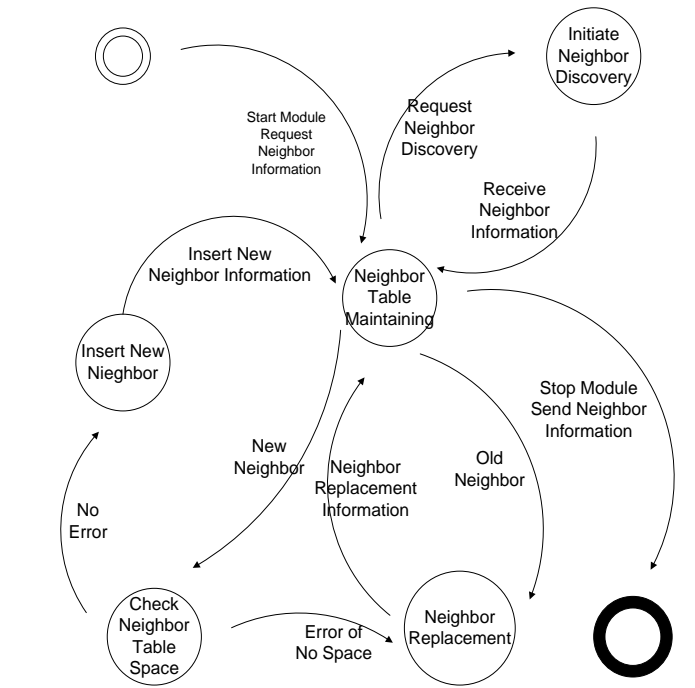 Initiate
Neighbor
Discovery
Start Module
Request
Neighbor
Information
Request
Neighbor
Discovery
Receive
Neighbor
Information
Insert New
Neighbor Information
Neighbor
Table
Maintaining
Insert New
Nieghbor
Stop Module
Send Neighbor
Information
New
Neighbor
Neighbor
Replacement
Information
Old
Neighbor
No
Error
Check
Neighbor
Table
Space
Error of
No Space
Neighbor
Replacement